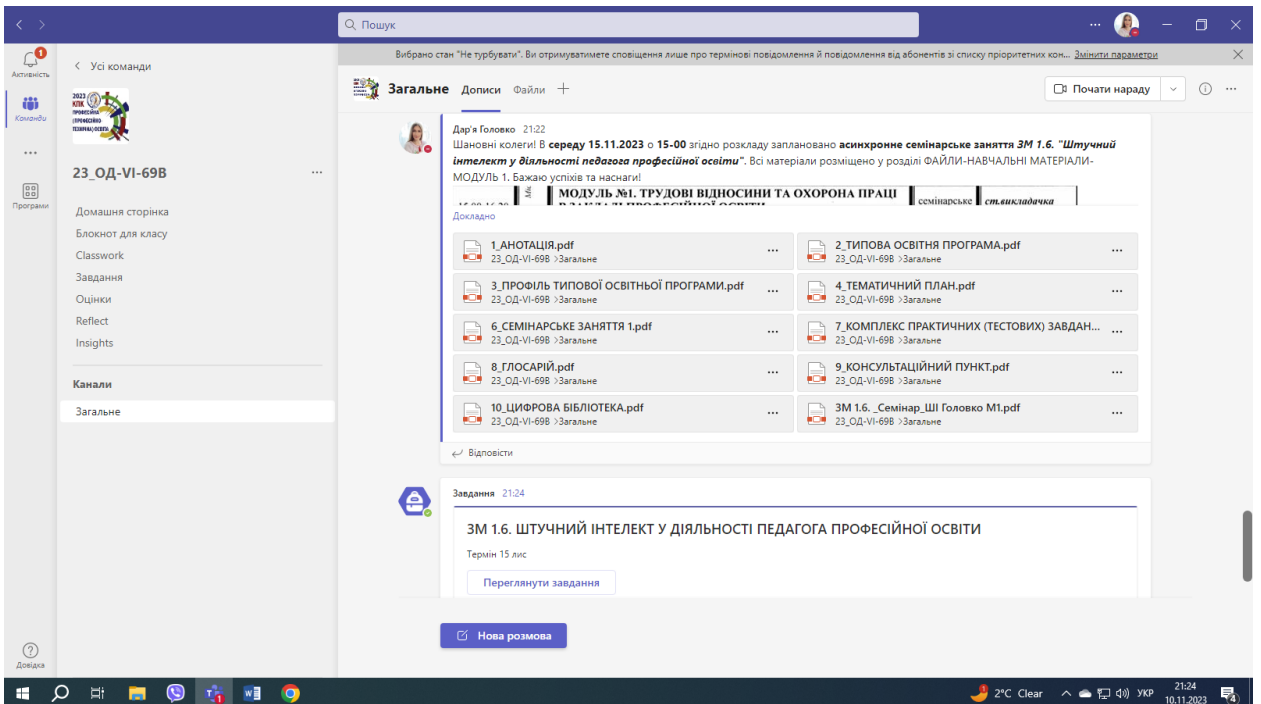 Пошук
Вибрано стан "Не турбувати". Ви отримуватимете сповіщення лише про термінові повідомлення й повідомлення від абонентів зі списку пріоритетних кон... Змінити параметри
1
Активність
Команди
Програми
Довідка
Усі команди
2023
КПК
23_ОД-VI-69В
Домашня сторінка
Блокнот для класу
Classwork
Завдання
Оцінки
Reflect
Insights
Канали
Загальне
Загальне Дописи Файли
Почати нараду
Дар'я Головко 21:22
Шановні колеги! В середу 15.11.2023 о 15-00 згідно розкладу заплановано асинхронне семінарське заняття ЗМ 1.6. "Штучний
інтелект у діяльності педагога професійної освіти". Всі матеріали розміщено у розділі ФАЙЛИ-НАВЧАЛЬНІ МАТЕРІАЛИ-
МОДУЛЬ 1. Бажаю успіхів та наснаги!
МОДУЛЬ №1. ТРУДОВІ ВІДНОСИНИ ТА ОХОРОНА ПРАЦІ
семінарське ст.викладачка
Докладно
1_АНОТАЦІЯ.pdf
23_ОД-VI-69В >Загальне
2_ТИПОВА ОСВІТНЯ ПРОГРАМА.pdf
23_ОД-VI-69В >Загальне
3_ПРОФІЛЬ ТИПОВОЇ ОСВІТНЬОЇ ПРОГРАМИ.pdf
23_ОД-VI-69В >Загальне
4_ТЕМАТИЧНИЙ ПЛАН.pdf
23_ОД-VI-69В >Загальне
6_СЕМІНАРСЬКЕ ЗАНЯТТЯ 1.pdf
23_ОД-VI-69В >Загальне
7_КОМПЛЕКС ПРАКТИЧНИХ (ТЕСТОВИХ) ЗАВДАН...
23_ОД-VI-69В >Загальне
8_ГЛОСАРІЙ.pdf
23_ОД-VI-69В >Загальне
9_КОНСУЛЬТАЦІЙНИЙ ПУНКТ.pdf
23_ОД-VI-69В >Загальне
10_ЦИФРОВА БІБЛІОТЕКА.pdf
23_ОД-VI-69В >Загальне
ЗМ 1.6. _Семінар_ШІ Головко М1.pdf
23_ОД-VI-69В >Загальне
Відповісти
Завдання 21:24
ЗМ 1.6. ШТУЧНИЙ ІНТЕЛЕКТ У ДІЯЛЬНОСТІ ПЕДАГОГА ПРОФЕСІЙНОЇ ОСВІТИ
Термін 15 лис
Переглянути завдання
Нова розмова
2°C Clear
УКР
21:24
10.11.2023
4